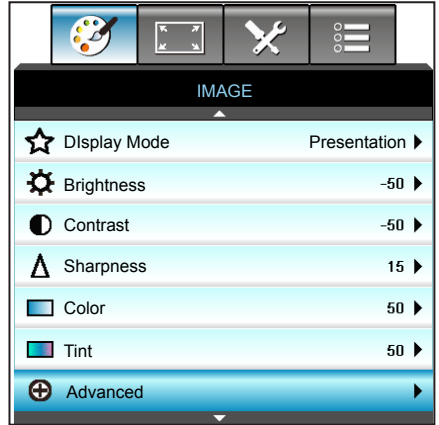 IMAGE
DIsplay Mode Presentation
Brightness -50
Contrast -50
Sharpness 15
Color 50
Tint 50
Advanced